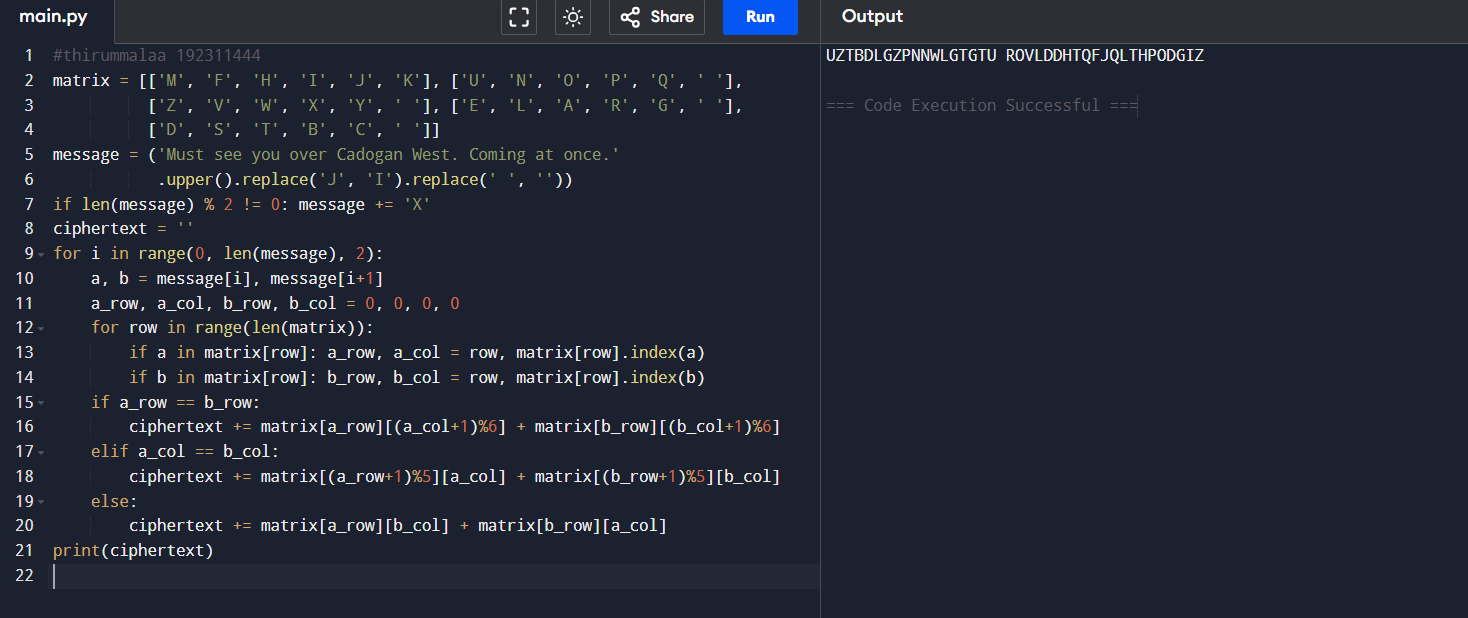 main.py Share Run Output
1 #thirummalaa 192311444
2 matrix = [['M', 'F', 'H', 'I', 'J', 'K'], ['U', 'N', 'O', 'P', 'Q', ' '],
3 ['Z', 'V', 'W', 'X', 'Y', ' '], ['E', 'L', 'A', 'R', 'G', ' '],
4 ['D', 'S', 'T', 'B', 'C', ' ']]
5 message = ('Must see you over Cadogan West. Coming at once.'
6 .upper().replace('J', 'I').replace(' ', ''))
7 if len(message) % 2 != 0: message += 'X'
8 ciphertext = ''
9 for i in range(0, len(message), 2):
10 a, b = message[i], message[i+1]
11 a_row, a_col, b_row, b_col = 0, 0, 0, 0
12 for row in range(len(matrix)):
13 if a in matrix[row]: a_row, a_col = row, matrix[row].index(a)
14 if b in matrix[row]: b_row, b_col = row, matrix[row].index(b)
15 if a_row == b_row:
16 ciphertext += matrix[a_row][(a_col+1)%6] + matrix[b_row][(b_col+1)%6]
17 elif a_col == b_col:
18 ciphertext += matrix[(a_row+1)%5][a_col] + matrix[(b_row+1)%5][b_col]
19 else:
20 ciphertext += matrix[a_row][b_col] + matrix[b_row][a_col]
21 print(ciphertext)
22
UZTBDLGZPNNWLGTGTU ROVLDDHTQFJQLTHPODGIZ
=== Code Execution Successful ===